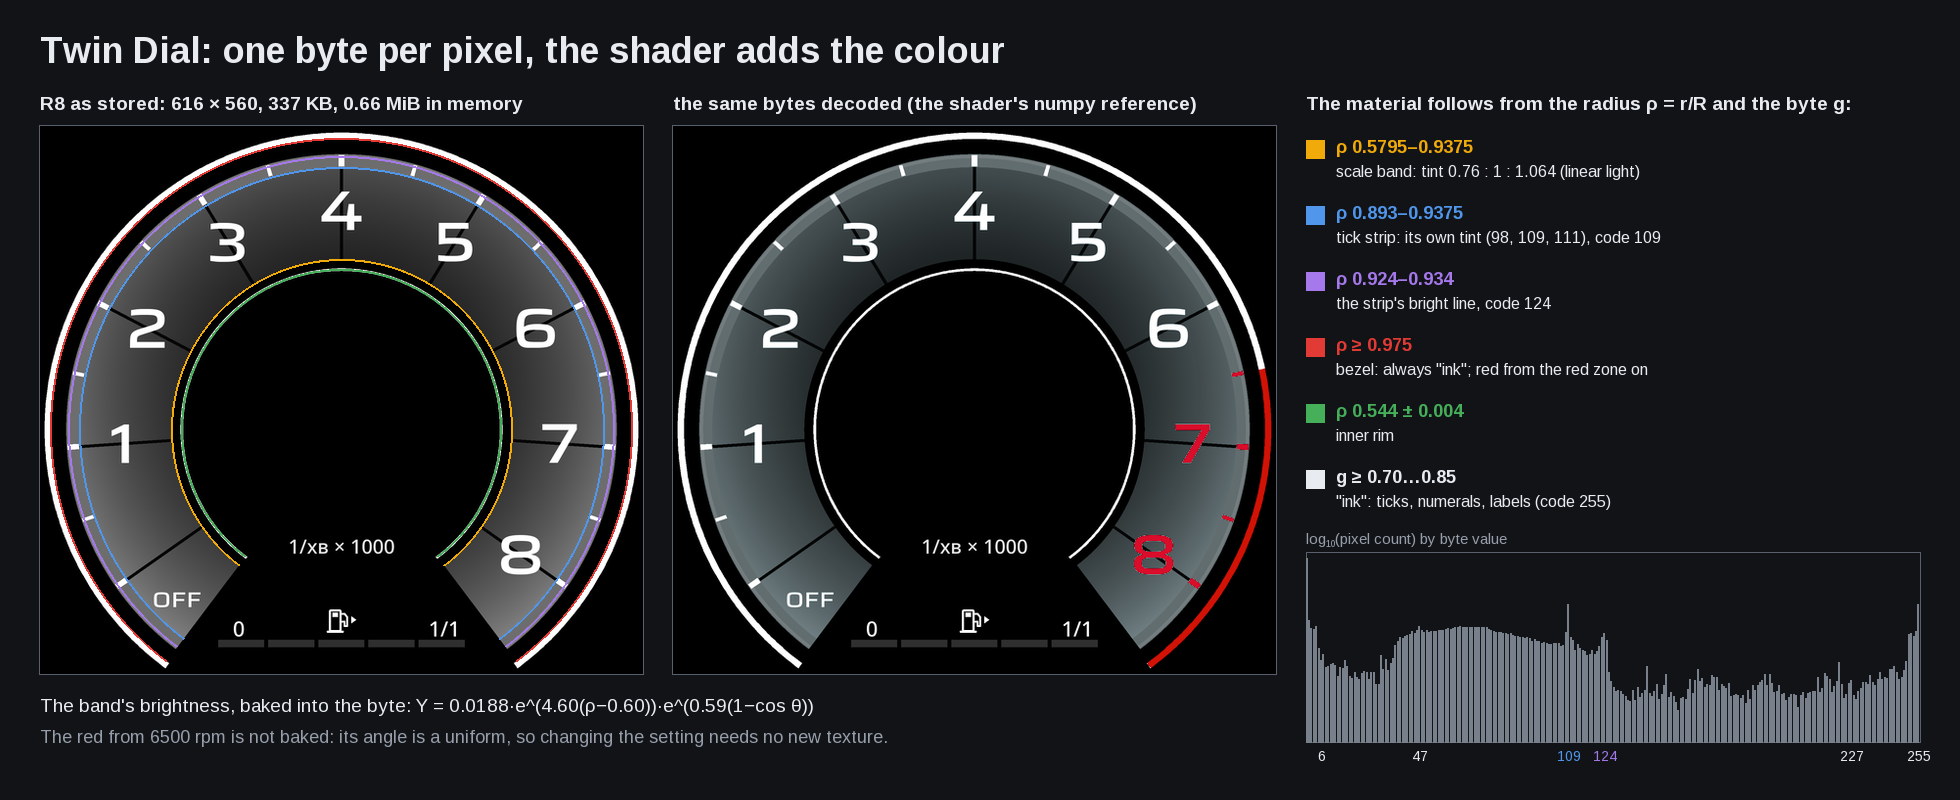 Twin Dial: one byte per pixel, the shader adds the colour
R8 as stored: 616 × 560, 337 KB, 0.66 MiB in memory
4
3
5
2
6
1
7
8
1/хв × 1000
OFF
0
1/1
the same bytes decoded (the shader's numpy reference)
4
3
5
2
6
1
7
8
1/хв × 1000
OFF
0
1/1
The band's brightness, baked into the byte: Y = 0.0188·e^(4.60(ρ−0.60))·e^(0.59(1−cos θ))
The red from 6500 rpm is not baked: its angle is a uniform, so changing the setting needs no new texture.
The material follows from the radius ρ = r/R and the byte g:
ρ 0.5795–0.9375
scale band: tint 0.76 : 1 : 1.064 (linear light)
ρ 0.893–0.9375
tick strip: its own tint (98, 109, 111), code 109
ρ 0.924–0.934
the strip's bright line, code 124
ρ ≥ 0.975
bezel: always "ink"; red from the red zone on
ρ 0.544 ± 0.004
inner rim
g ≥ 0.70…0.85
"ink": ticks, numerals, labels (code 255)
log₁₀(pixel count) by byte value
6 47 109 124 227 255